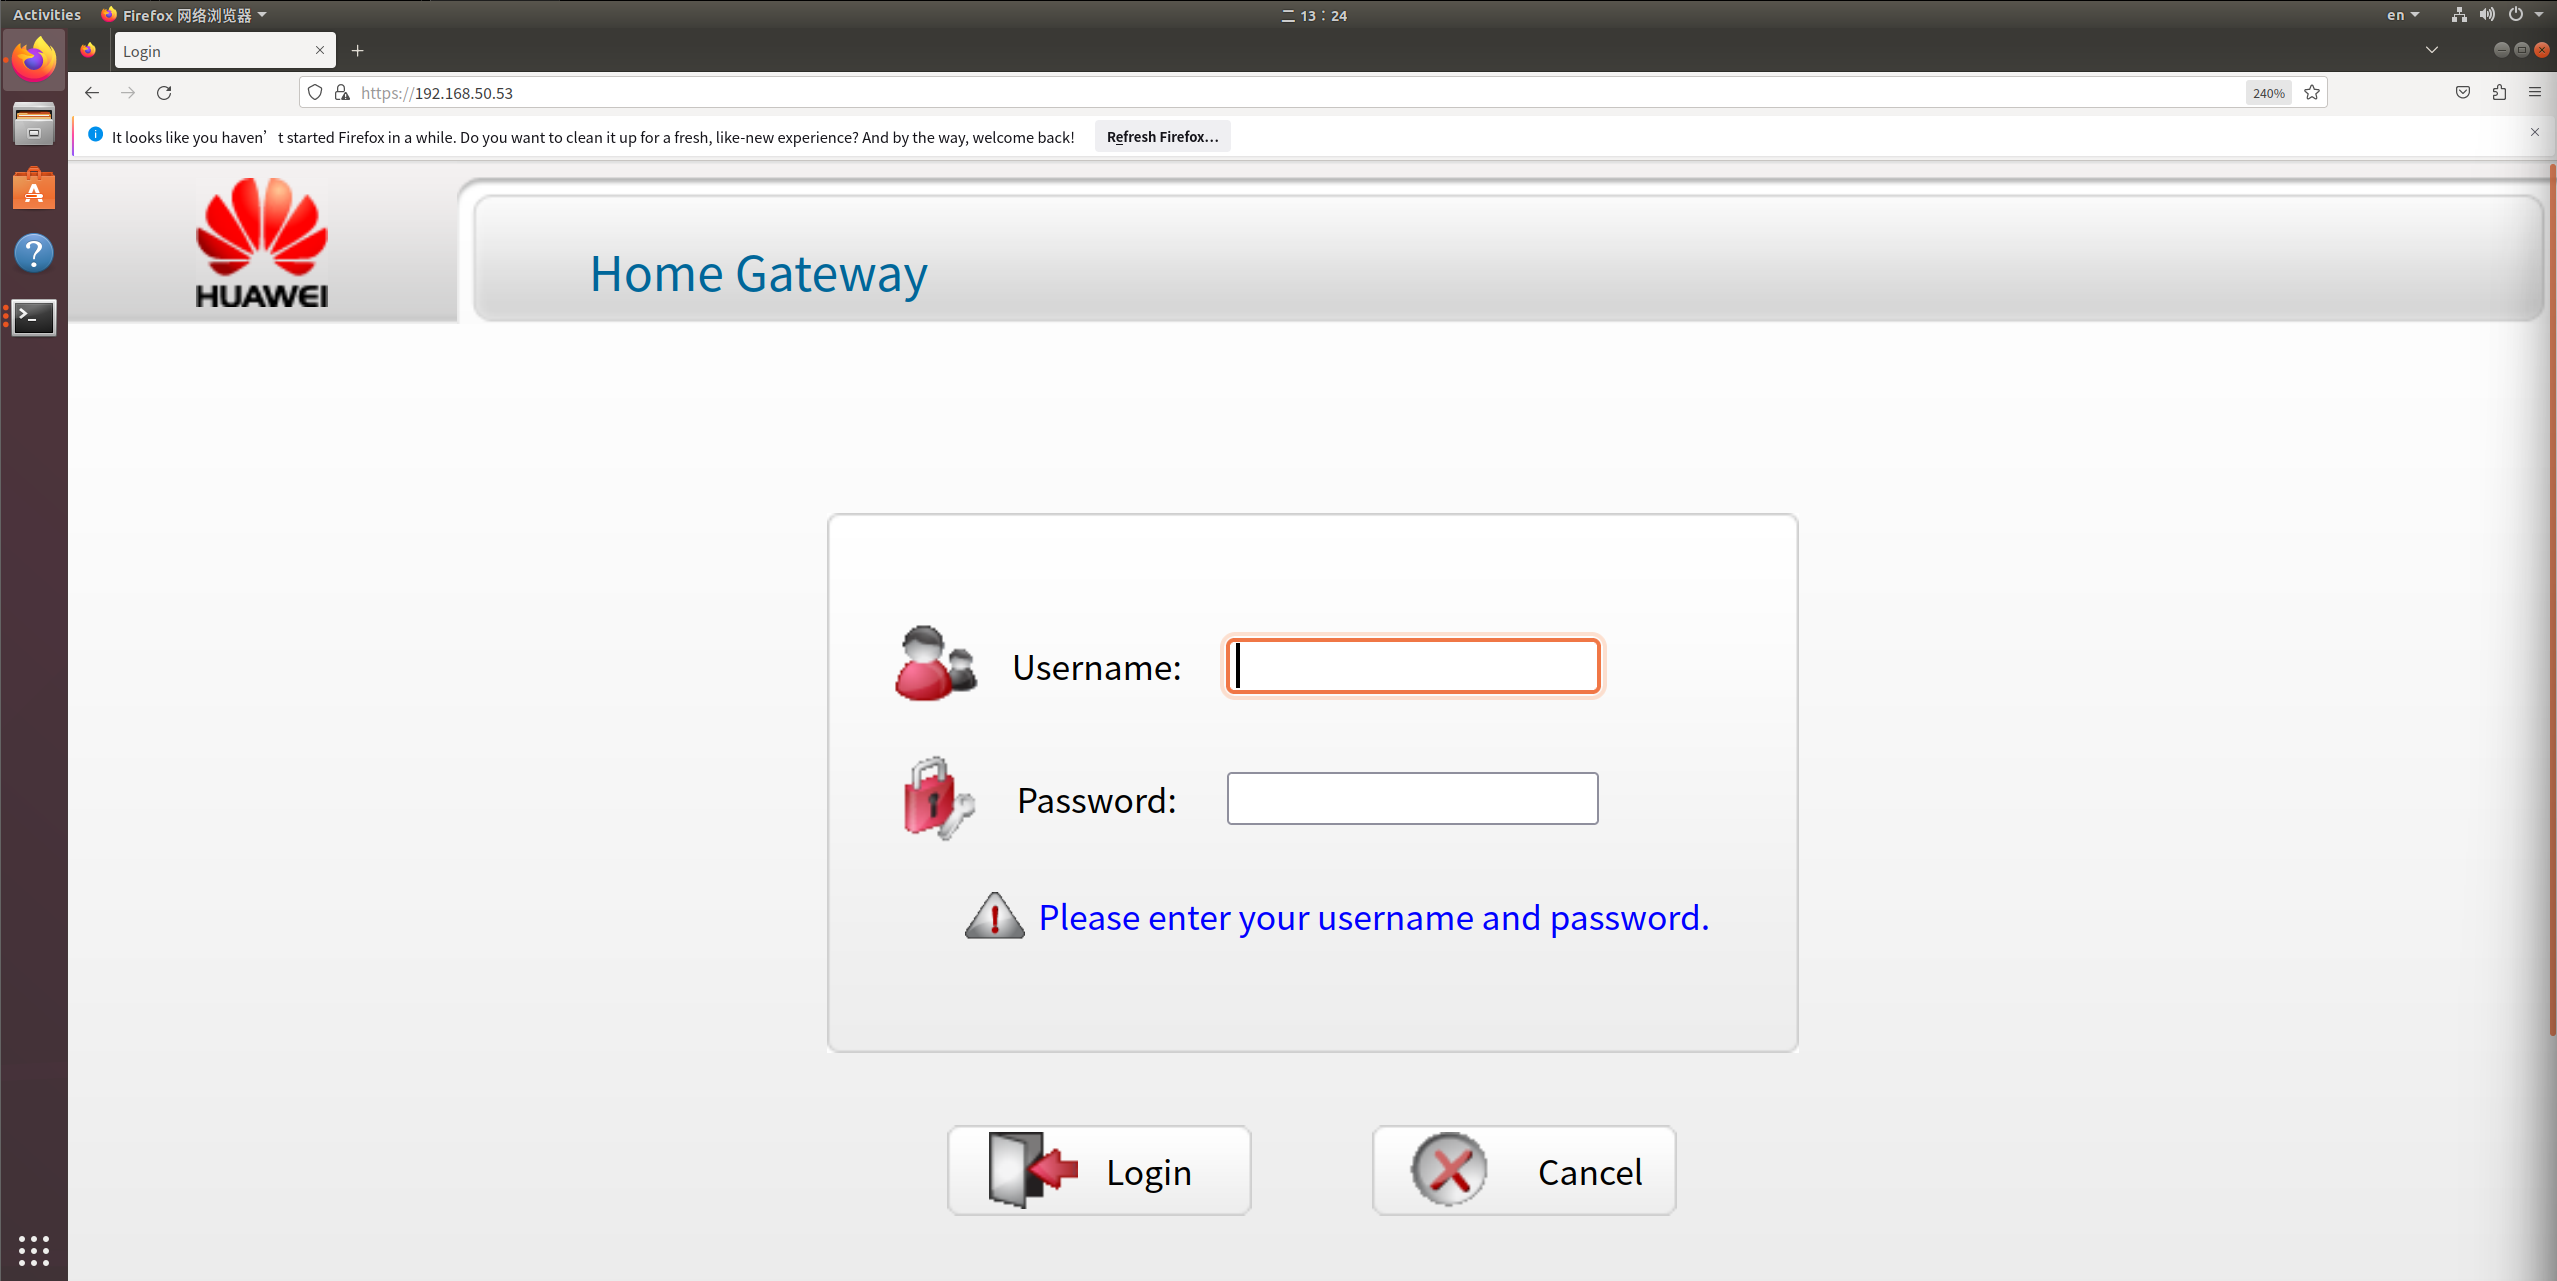 Activities Firefox 网络浏览器 二 13：24 en
Login
https://192.168.50.53 240%
It looks like you haven’t started Firefox in a while. Do you want to clean it up for a fresh, like-new experience? And by the way, welcome back! Refresh Firefox…
HUAWEI
Home Gateway
Username:
Password:
Please enter your username and password.
Login Cancel